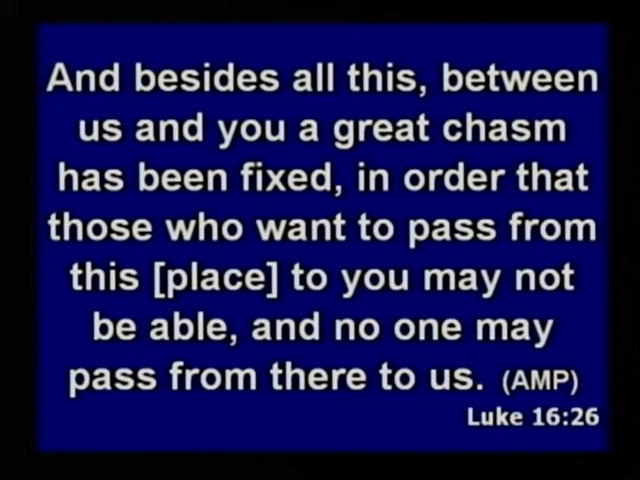 And besides all this, between
us and you a great chasm
has been fixed, in order that
those who want to pass from
this [place] to you may not
be able, and no one may
pass from there to us. (AMP)
Luke 16:26